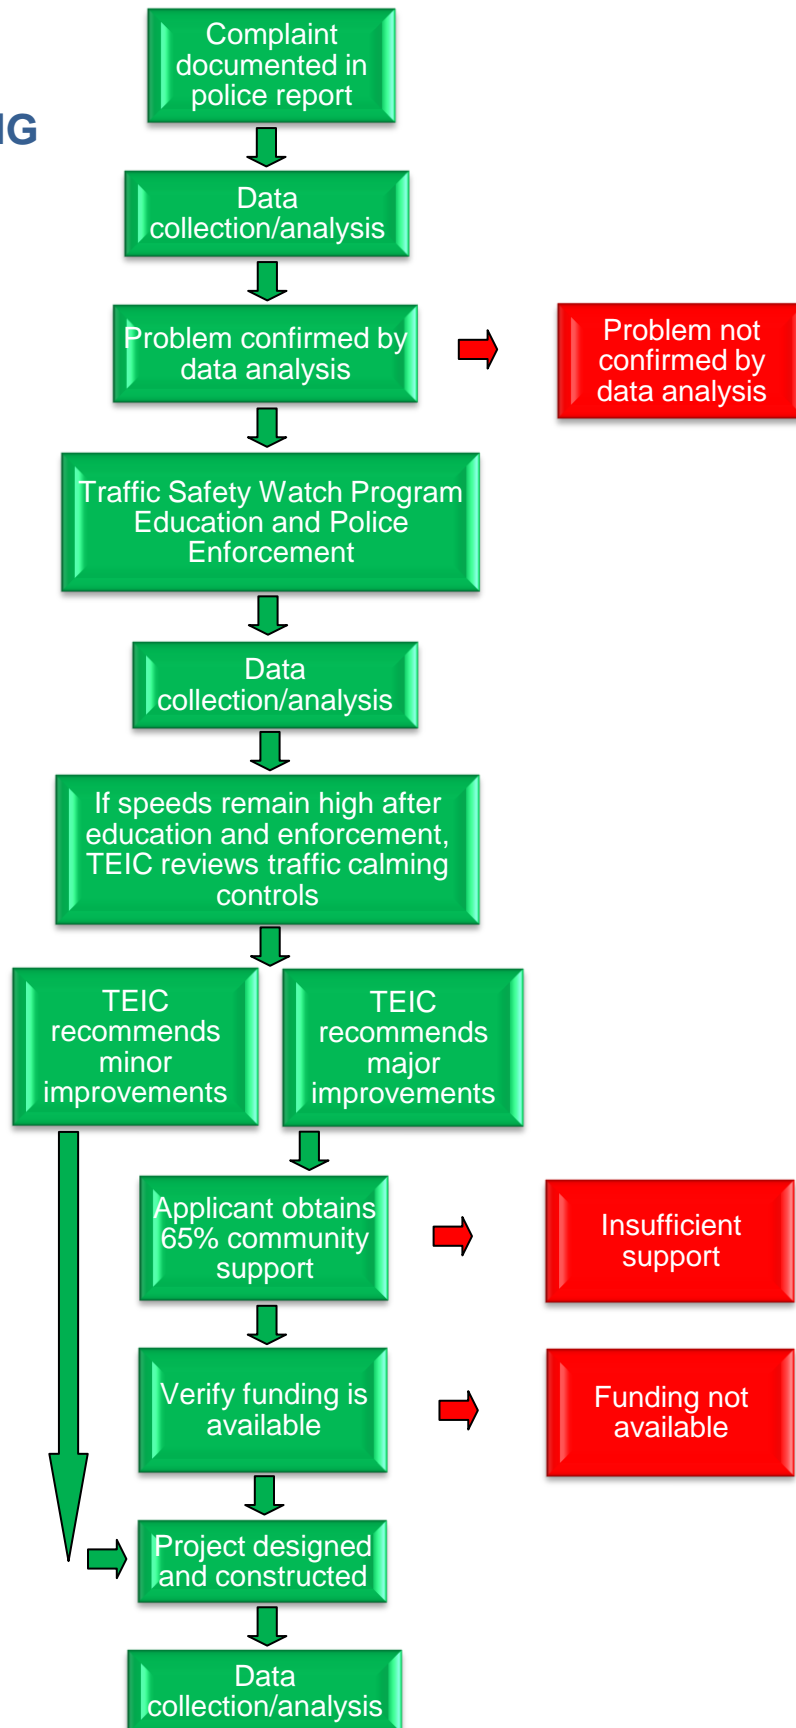 Complaint
documented in
police report
NG
Data
collection/analysis
Problem confirmed by
data analysis
Problem not
confirmed by
data analysis
Traffic Safety Watch Program
Education and Police
Enforcement
Data
collection/analysis
If speeds remain high after
education and enforcement,
TEIC reviews traffic calming
controls
TEIC
recommends
minor
improvements
TEIC
recommends
major
improvements
Applicant obtains
65% community
support
Insufficient
support
Verify funding is
available
Funding not
available
Project designed
and constructed
Data
collection/analysis